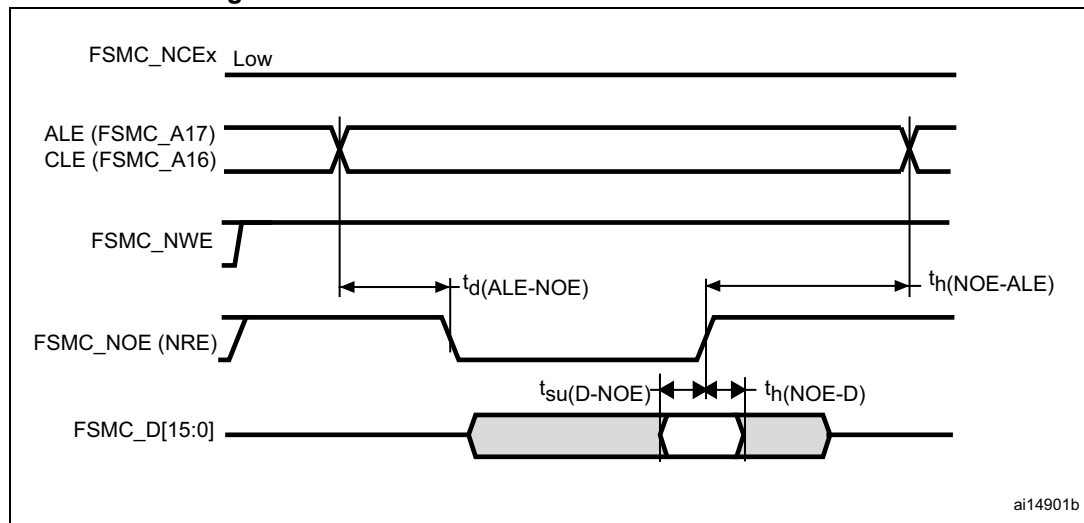 FSMC_NCEx Low
ALE (FSMC_A17)
CLE (FSMC_A16)
FSMC_NWE
td(ALE-NOE)
th(NOE-ALE)
FSMC_NOE (NRE)
tsu(D-NOE)
th(NOE-D)
FSMC_D[15:0]
ai14901b